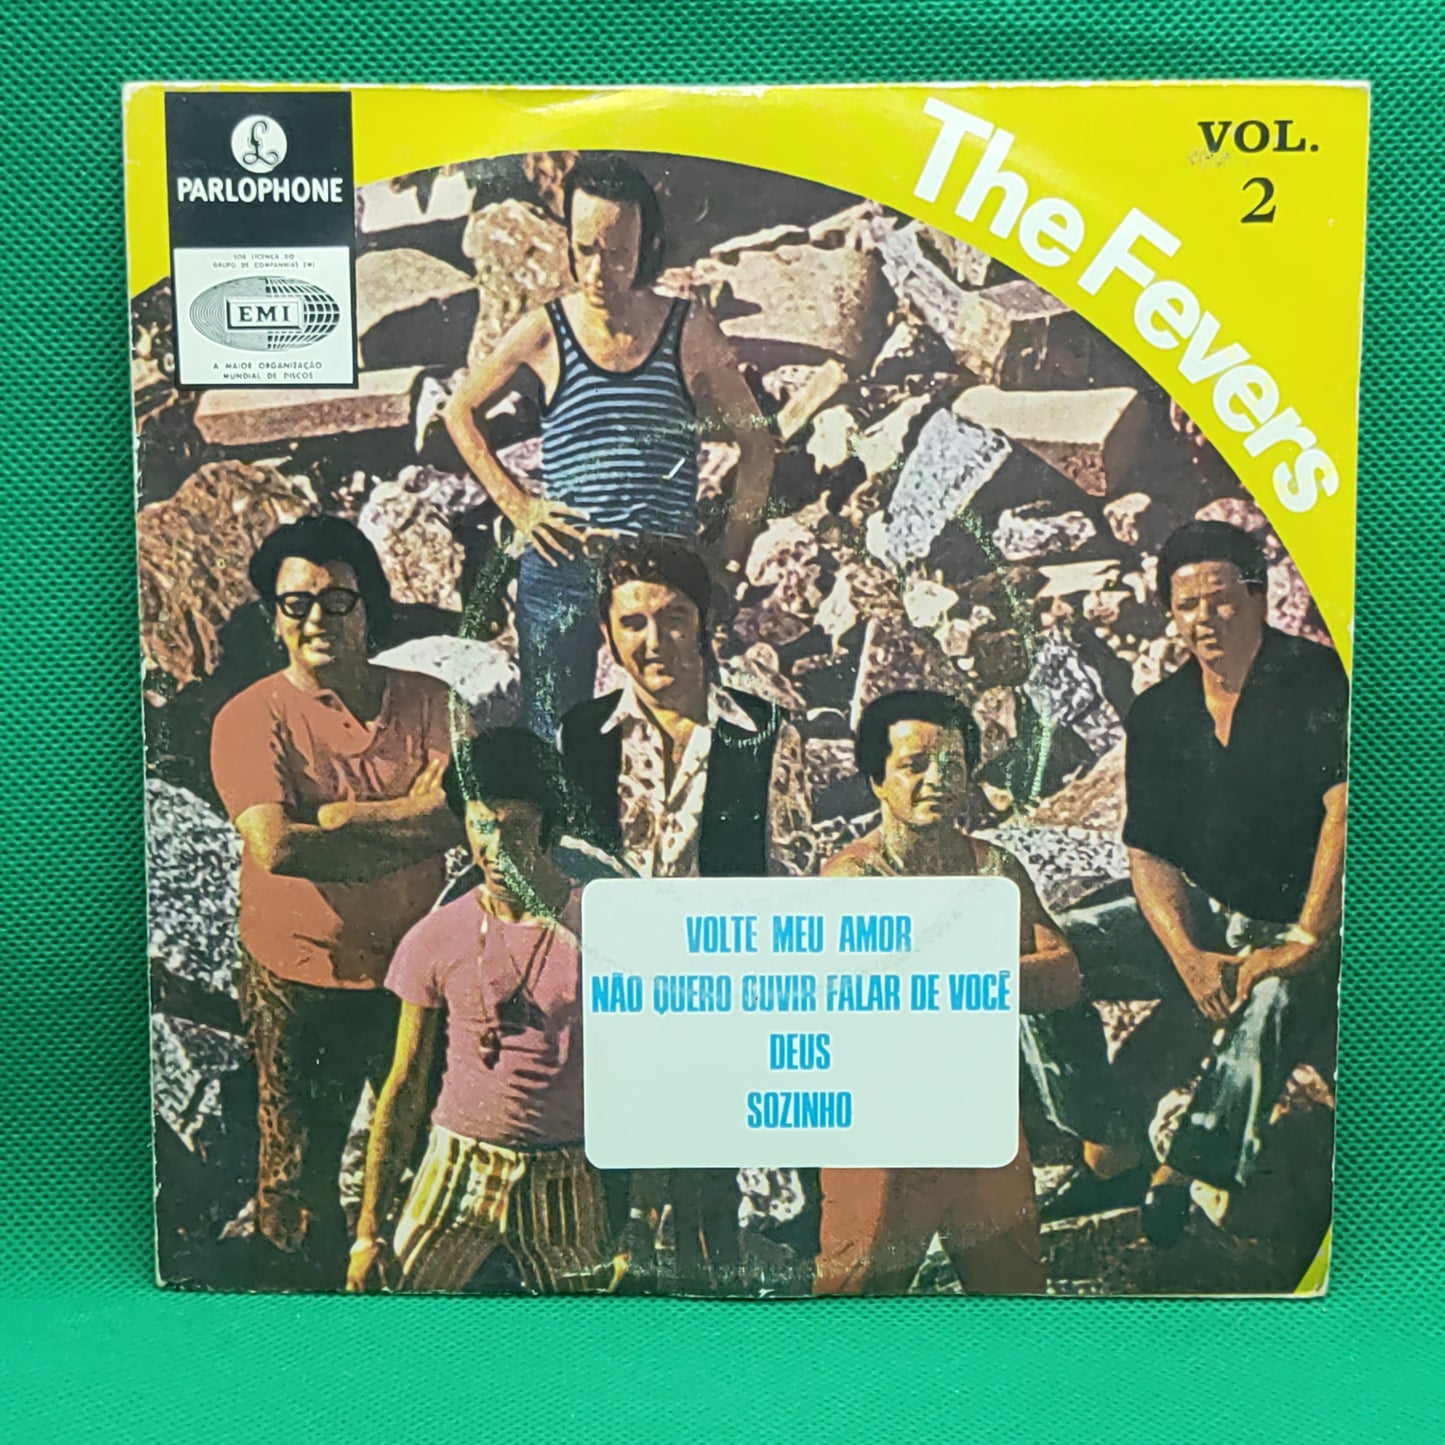 £
PARLOPHONE
SOB LICENÇA DO
GRUPO DE COMPANHIAS EMI
EMI
A MAIOR ORGANIZAÇÃO
MUNDIAL DE DISCOS
The Fevers
VOL.
2
VOLTE MEU AMOR
NÃO QUERO OUVIR FALAR DE VOCÊ
DEUS
SOZINHO